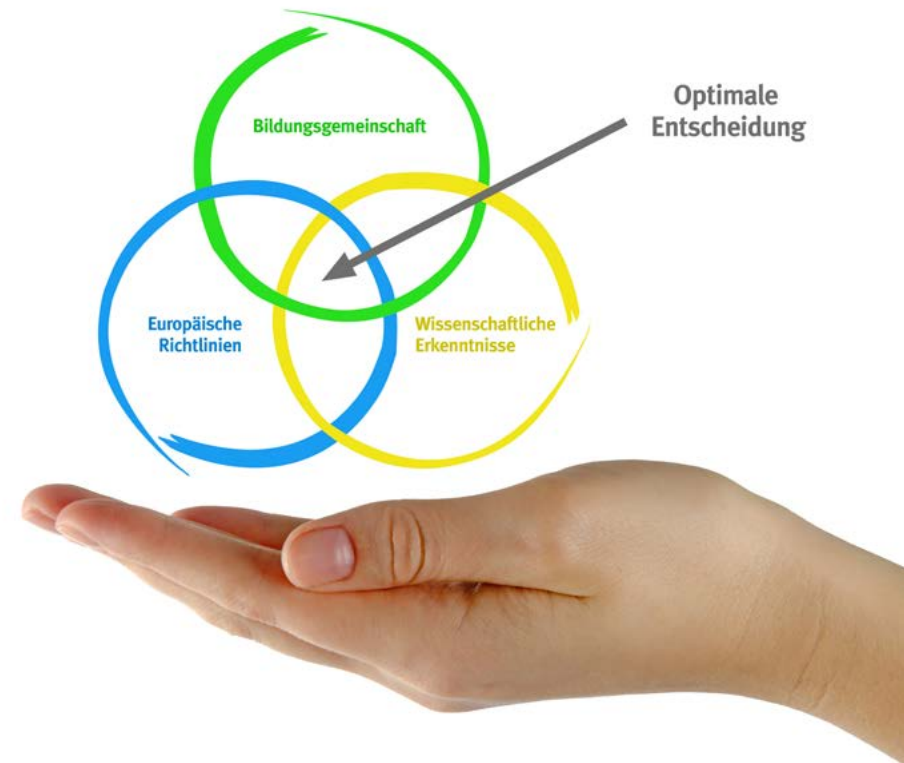 Optimale
Entscheidung
Bildungsgemeinschaft
Europäische
Richtlinien
Wissenschaftliche
Erkenntnisse